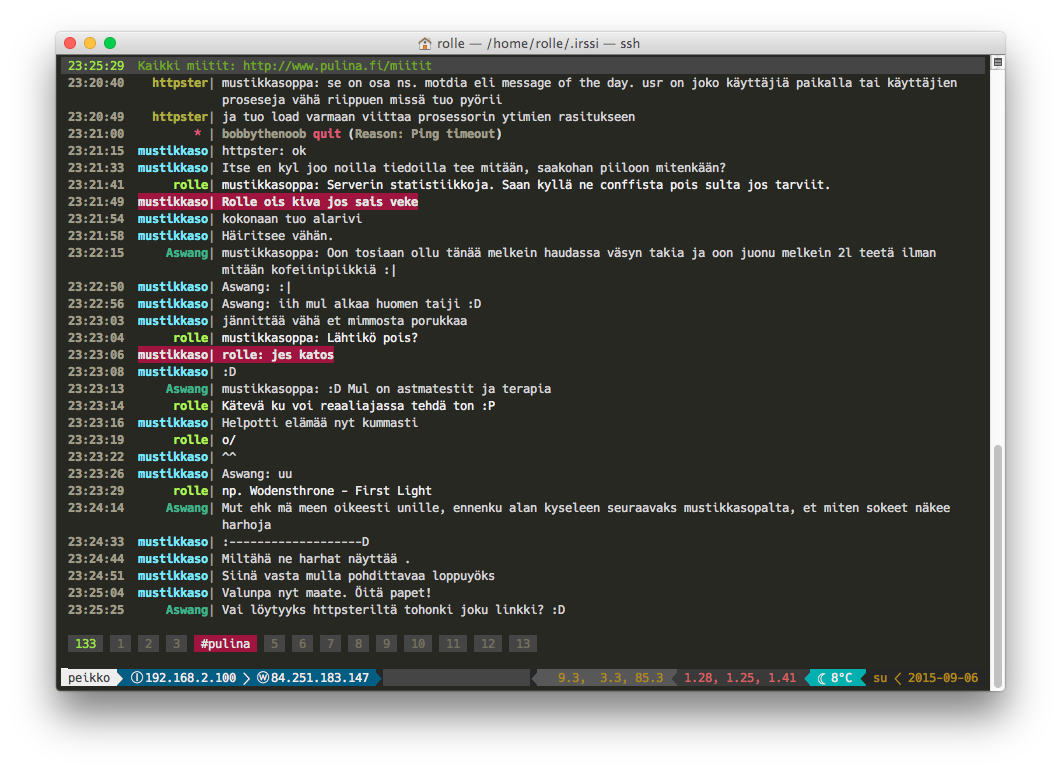 rolle — /home/rolle/.irssi — ssh
23:25:29 Kaikki miitit: http://www.pulina.fi/miitit
23:20:40 httpster| mustikkasoppa: se on osa ns. motdia eli message of the day. usr on joko käyttäjiä paikalla tai käyttäjien
proseseja vähä riippuen missä tuo pyörii
23:20:49 httpster| ja tuo load varmaan viittaa prosessorin ytimien rasitukseen
23:21:00 * | bobbythenoob quit (Reason: Ping timeout)
23:21:15 mustikkaso| httpster: ok
23:21:33 mustikkaso| Itse en kyl joo noilla tiedoilla tee mitään, saakohan piiloon mitenkään?
23:21:41 rolle| mustikkasoppa: Serverin statistiikkoja. Saan kyllä ne conffista pois sulta jos tarviit.
23:21:49 mustikkaso| Rolle ois kiva jos sais veke
23:21:54 mustikkaso| kokonaan tuo alarivi
23:21:58 mustikkaso| Häiritsee vähän.
23:22:15 Aswang| mustikkasoppa: Oon tosiaan ollu tänää melkein haudassa väsyn takia ja oon juonu melkein 2l teetä ilman
mitään kofeiinipiikkiä :|
23:22:50 mustikkaso| Aswang: :|
23:22:56 mustikkaso| Aswang: iih mul alkaa huomen taiji :D
23:23:03 mustikkaso| jännittää vähä et mimmosta porukkaa
23:23:04 rolle| mustikkasoppa: Lähtikö pois?
23:23:06 mustikkaso| rolle: jes katos
23:23:08 mustikkaso| :D
23:23:13 Aswang| mustikkasoppa: :D Mul on astmatestit ja terapia
23:23:14 rolle| Kätevä ku voi reaaliajassa tehdä ton :P
23:23:16 mustikkaso| Helpotti elämää nyt kummasti
23:23:19 rolle| o/
23:23:22 mustikkaso| ^^
23:23:26 mustikkaso| Aswang: uu
23:23:29 rolle| np. Wodensthrone - First Light
23:24:14 Aswang| Mut ehk mä meen oikeesti unille, ennenku alan kyseleen seuraavaks mustikkasopalta, et miten sokeet näkee
harhoja
23:24:33 mustikkaso| :-------------------D
23:24:44 mustikkaso| Miltähä ne harhat näyttää .
23:24:51 mustikkaso| Siinä vasta mulla pohdittavaa loppuyöks
23:25:04 mustikkaso| Valunpa nyt maate. Öitä papet!
23:25:25 Aswang| Vai löytyyks httpsteriltä tohonki joku linkki? :D
133 1 2 3 #pulina 5 6 7 8 9 10 11 12 13
peikko Ⓘ192.168.2.100 Ⓦ84.251.183.147 9.3, 3.3, 85.3 1.28, 1.25, 1.41 ☾8°C su 2015-09-06